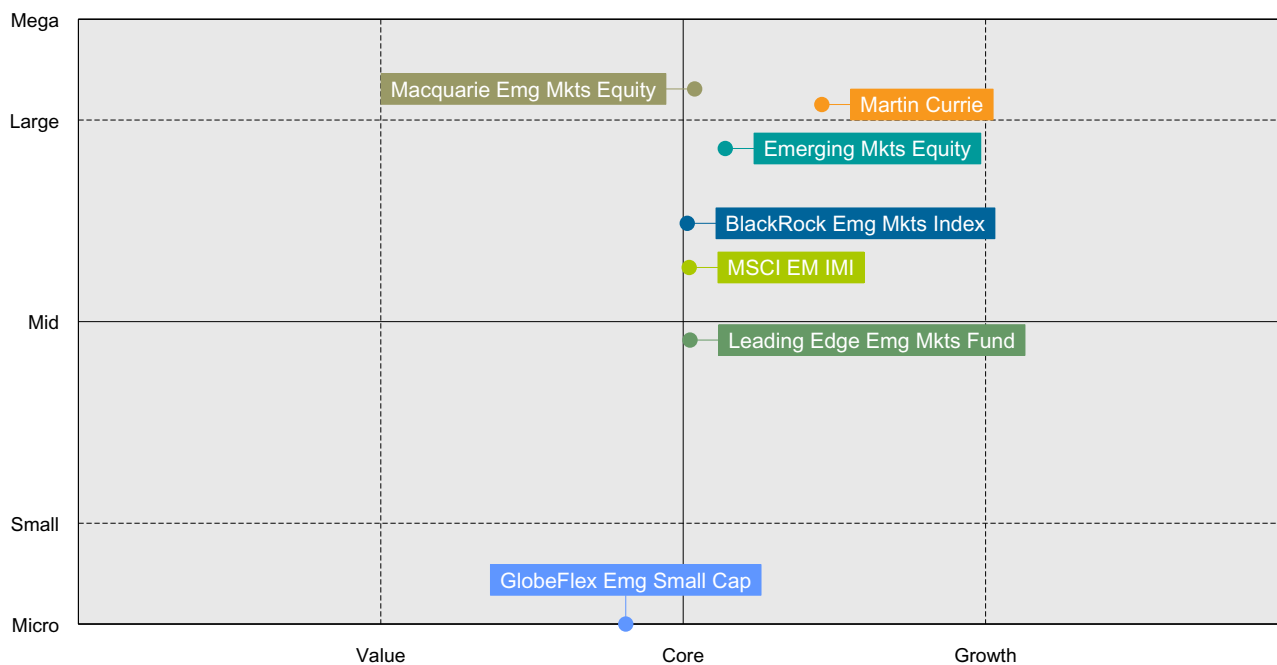 Mega
Macquarie Emg Mkts Equity
Martin Currie
Large
Emerging Mkts Equity
BlackRock Emg Mkts Index
MSCI EM IMI
Mid
Leading Edge Emg Mkts Fund
Small
GlobeFlex Emg Small Cap
Micro
Value Core Growth